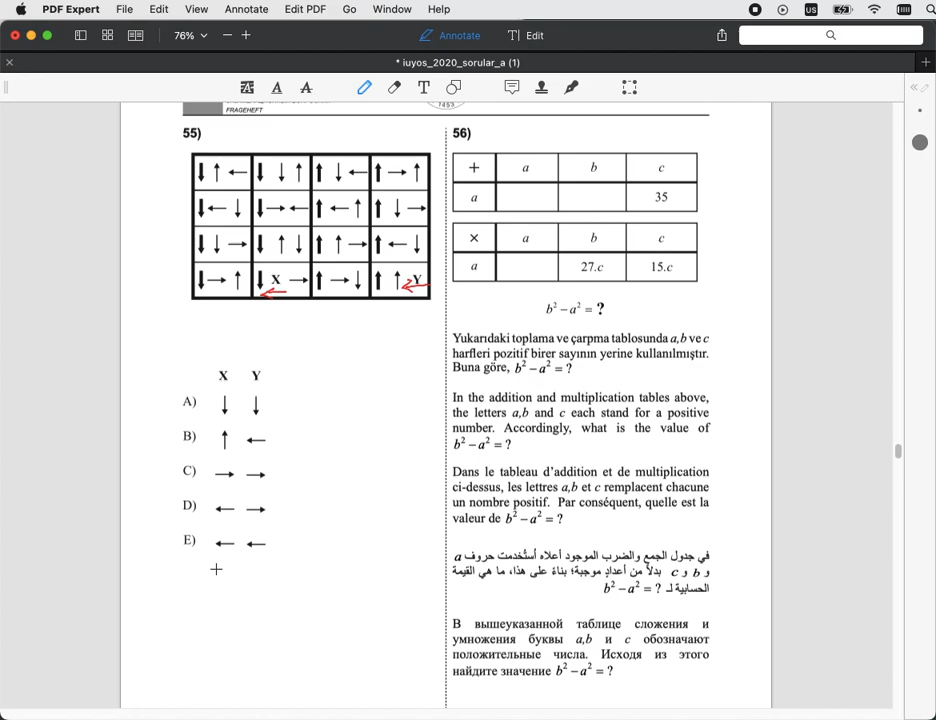 PDF Expert File Edit View Annotate Edit PDF Go Window Help US
76% Annotate T Edit
* iuyos_2020_sorular_a (1)
A A A T
FRAGEHEFT
1453
55)
X
Y
X Y
A)
B)
C)
D)
E)
56)
+ a b c
a 35
× a b c
a 27.c 15.c
b² – a² = ?
Yukarıdaki toplama ve çarpma tablosunda a,b ve c
harfleri pozitif birer sayının yerine kullanılmıştır.
Buna göre, b² – a² = ?
In the addition and multiplication tables above,
the letters a,b and c each stand for a positive
number. Accordingly, what is the value of
b² – a² = ?
Dans le tableau d’addition et de multiplication
ci-dessus, les lettres a,b et c remplacent chacune
un nombre positif. Par conséquent, quelle est la
valeur de b² – a² = ?
في جدول الجمع والضرب الموجود أعلاه أستُخدمت حروف a
و b و c بدلاً من أعدادٍ موجبة؛ بناءً على هذا، ما هي القيمة
الحسابية لـ b² – a² = ?
В вышеуказанной таблице сложения и
умножения буквы a,b и c обозначают
положительные числа. Исходя из этого
найдите значение b² – a² = ?